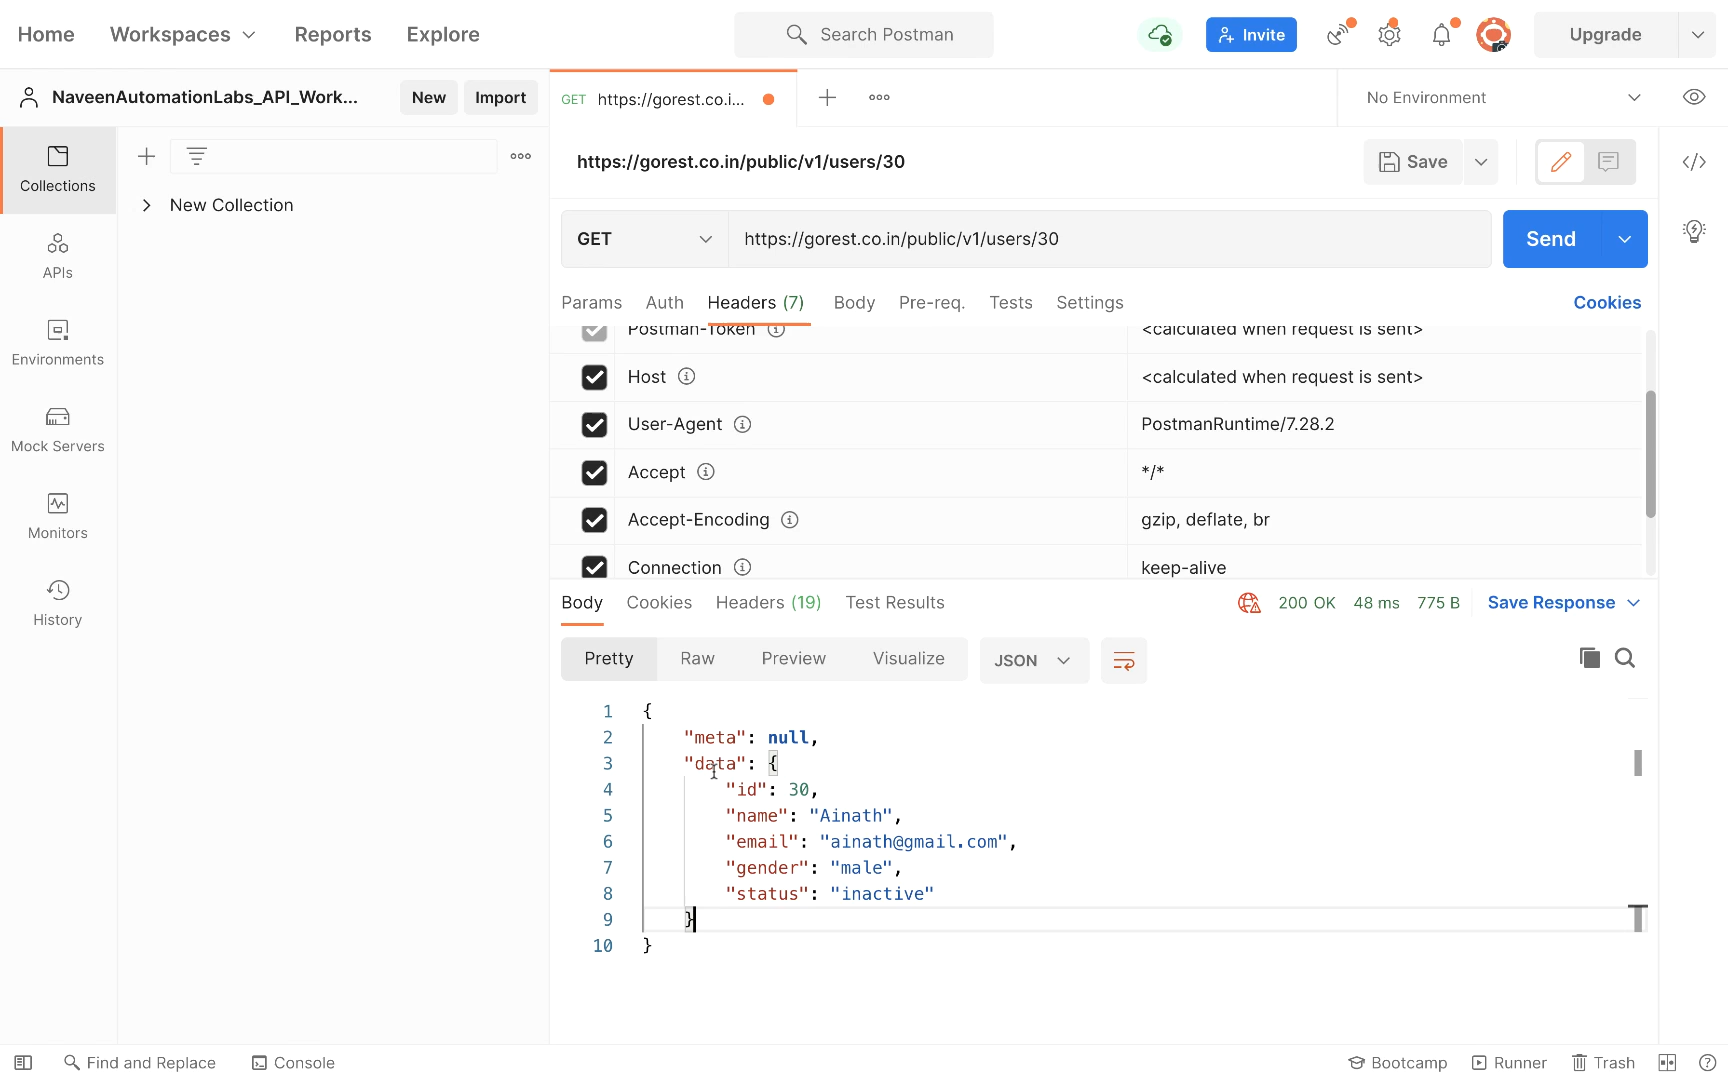 Home Workspaces Reports Explore Search Postman Invite Upgrade
NaveenAutomationLabs_API_Work... New Import GET https://gorest.co.i... No Environment
Collections
APIs
Environments
Mock Servers
Monitors
History
New Collection
https://gorest.co.in/public/v1/users/30 Save
GET https://gorest.co.in/public/v1/users/30 Send
Params Auth Headers (7) Body Pre-req. Tests Settings Cookies
Postman-Token <calculated when request is sent>
Host <calculated when request is sent>
User-Agent PostmanRuntime/7.28.2
Accept */*
Accept-Encoding gzip, deflate, br
Connection keep-alive
Body Cookies Headers (19) Test Results 200 OK 48 ms 775 B Save Response
Pretty Raw Preview Visualize JSON
1 {
2 "meta": null,
3 "data": {
4 "id": 30,
5 "name": "Ainath",
6 "email": "ainath@gmail.com",
7 "gender": "male",
8 "status": "inactive"
9 }
10 }
Find and Replace Console Bootcamp Runner Trash